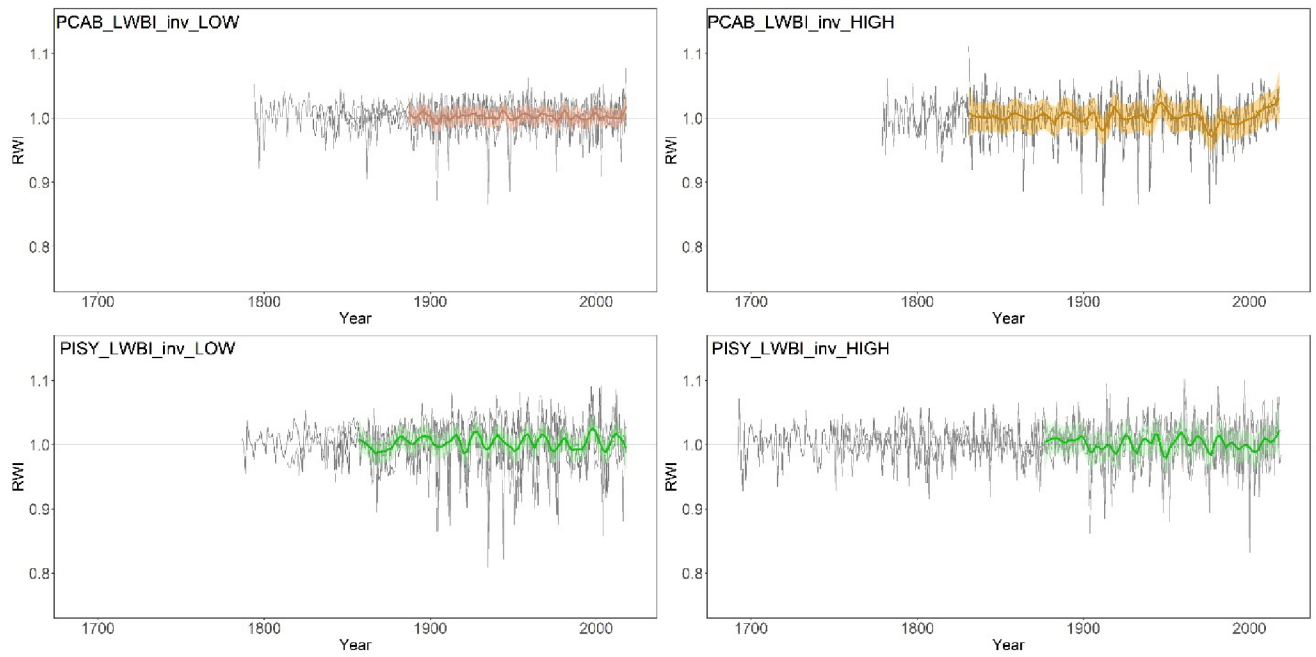 PCAB_LWBI_inv_LOW
1.1
1.0
0.9
0.8
RWI
1700 1800 1900 2000
Year
PCAB_LWBI_inv_HIGH
1.1
1.0
0.9
0.8
RWI
1700 1800 1900 2000
Year
PISY_LWBI_inv_LOW
1.1
1.0
0.9
0.8
RWI
1700 1800 1900 2000
Year
PISY_LWBI_inv_HIGH
1.1
1.0
0.9
0.8
RWI
1700 1800 1900 2000
Year